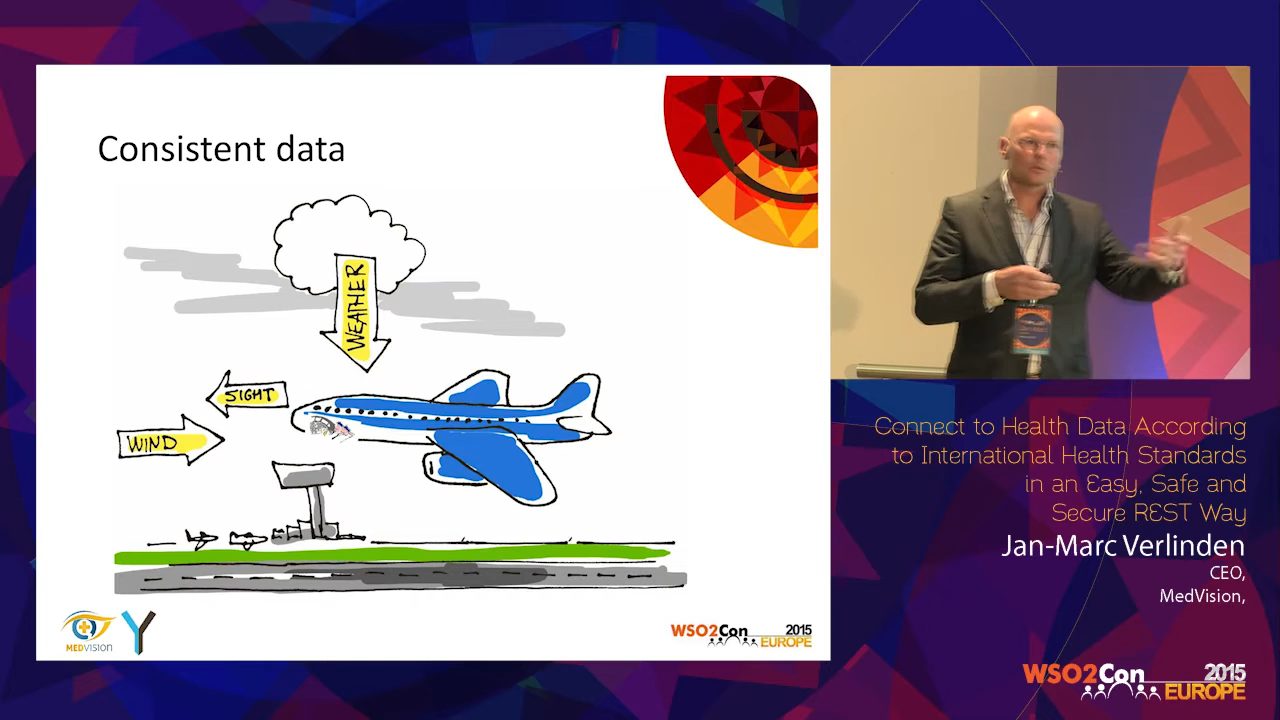 Consistent data
WEATHER
SIGHT
WIND
MEDVISION
WSO2Con 2015
EUROPE
Connect to Health Data According
to International Health Standards
in an Easy, Safe and
Secure REST Way
Jan-Marc Verlinden
CEO,
MedVision,
WSO2Con 2015
EUROPE